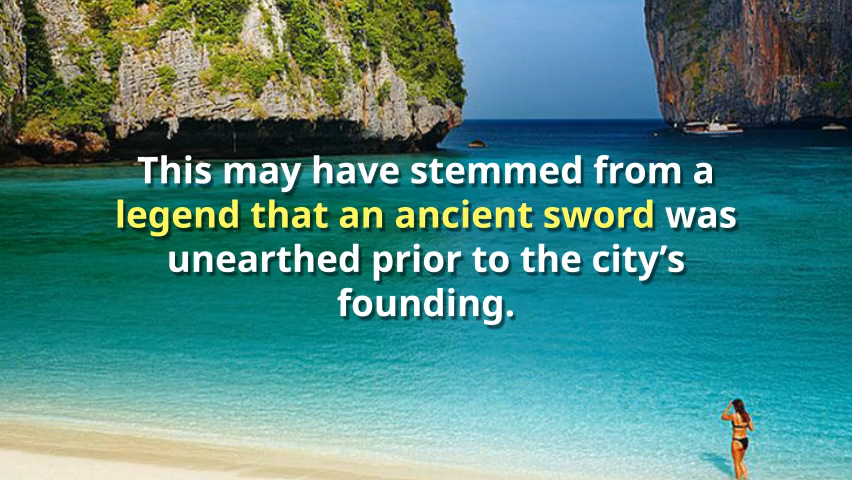 This may have stemmed from a
legend that an ancient sword was
unearthed prior to the city’s
founding.